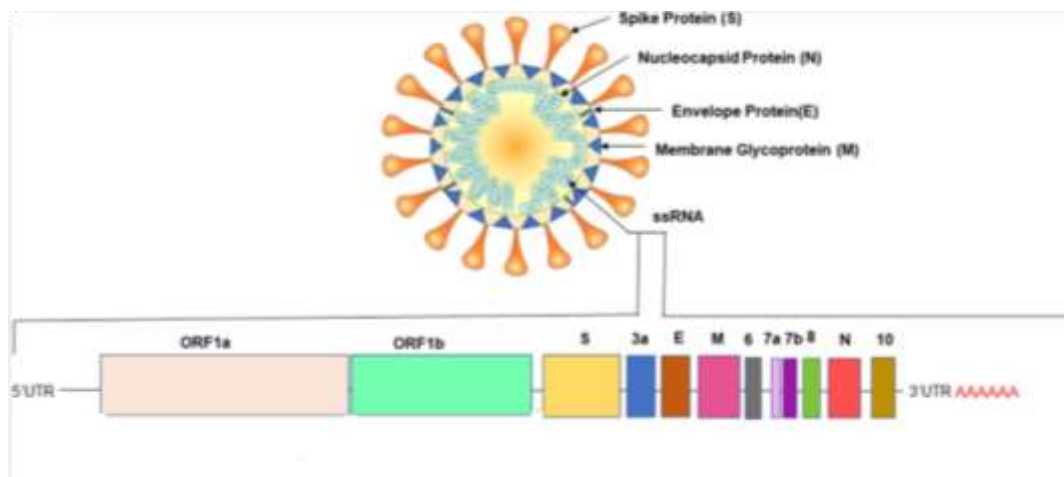 Spike Protein (S)
Nucleocapsid Protein (N)
Envelope Protein(E)
Membrane Glycoprotein (M)
ssRNA
ORF1a ORF1b S 3a E M 6 7a 7b 8 N 10
5'UTR 3'UTR AAAAAA